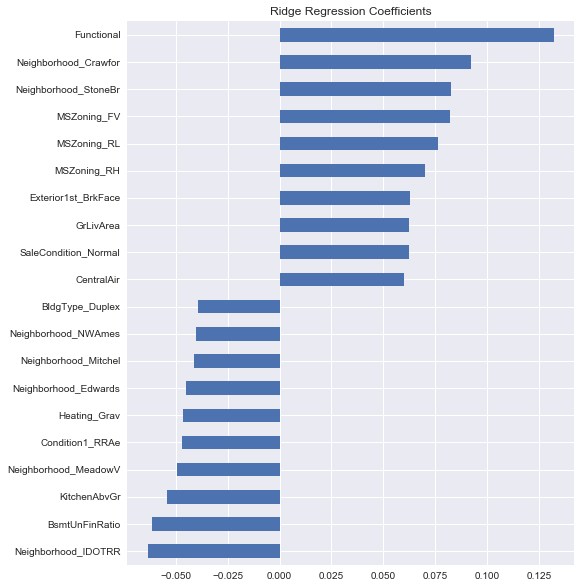 Ridge Regression Coefficients
Functional
Neighborhood_Crawfor
Neighborhood_StoneBr
MSZoning_FV
MSZoning_RL
MSZoning_RH
Exterior1st_BrkFace
GrLivArea
SaleCondition_Normal
CentralAir
BldgType_Duplex
Neighborhood_NWAmes
Neighborhood_Mitchel
Neighborhood_Edwards
Heating_Grav
Condition1_RRAe
Neighborhood_MeadowV
KitchenAbvGr
BsmtUnFinRatio
Neighborhood_IDOTRR
−0.050 −0.025 0.000 0.025 0.050 0.075 0.100 0.125